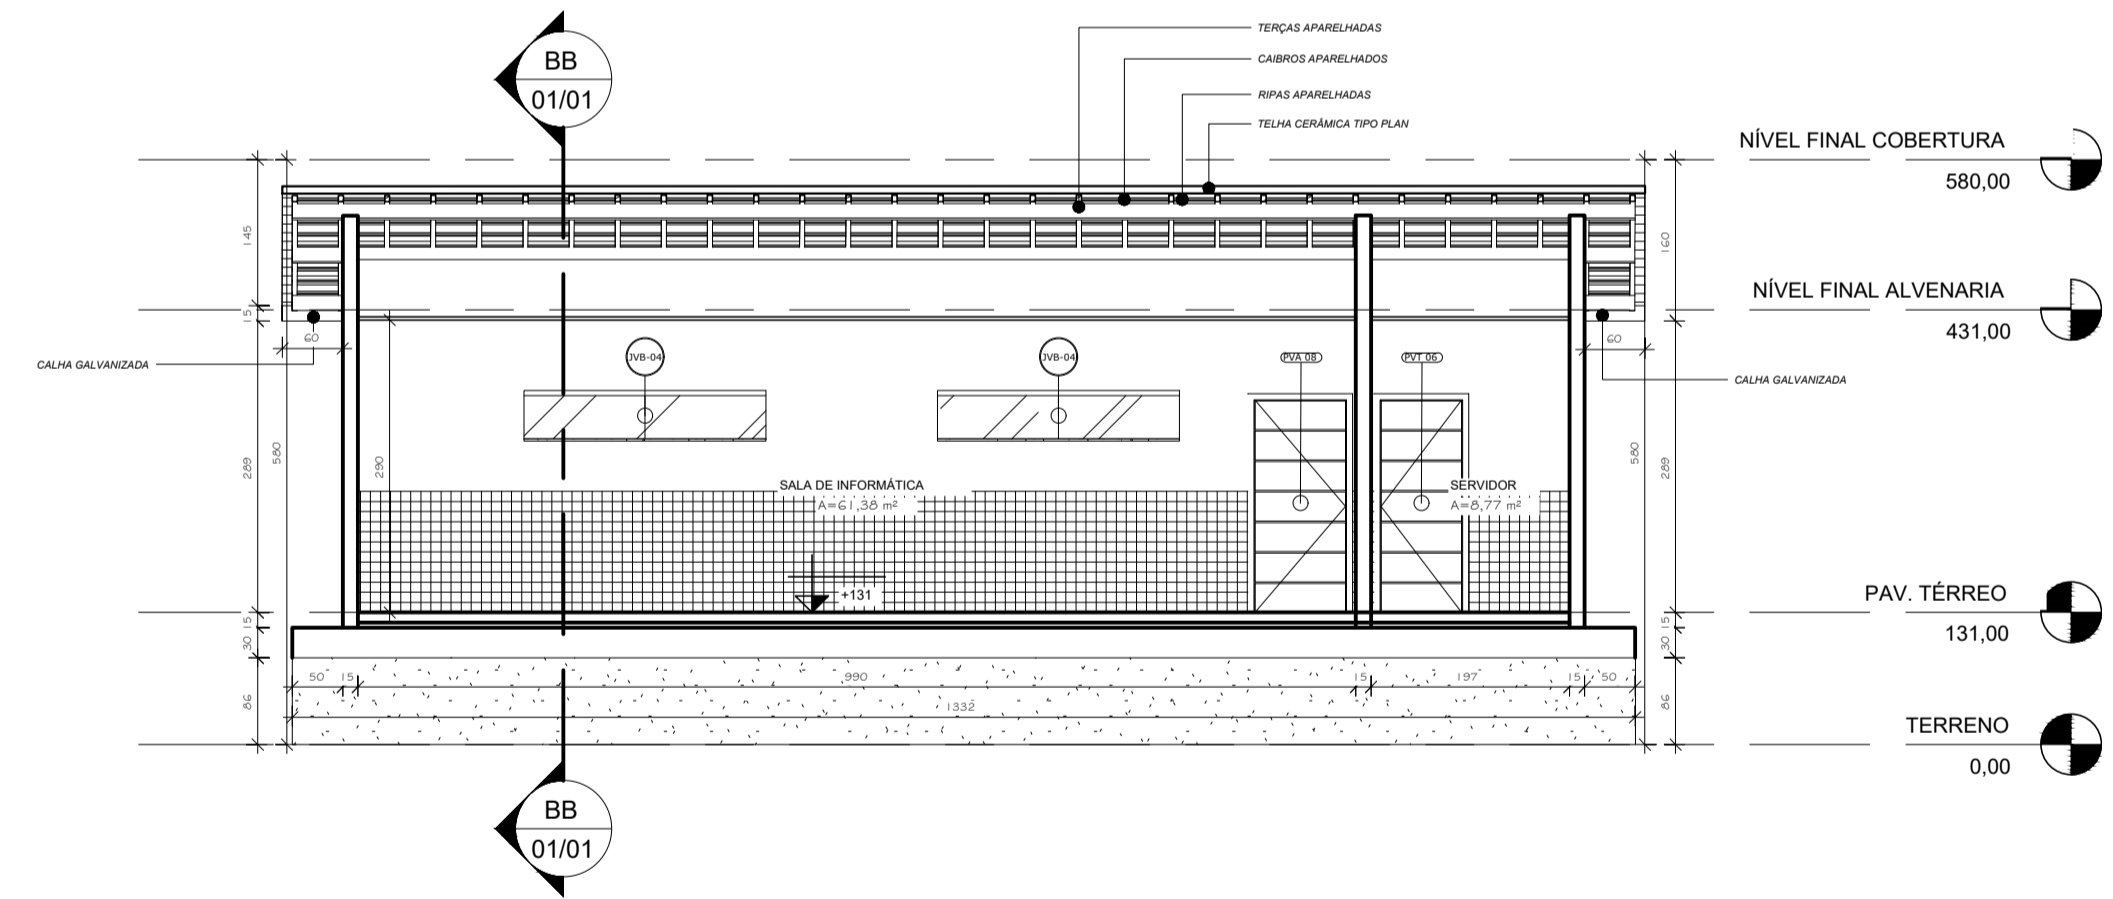 BB
01/01
TERÇAS APARELHADAS
CAIBROS APARELHADOS
RIPAS APARELHADAS
TELHA CERÂMICA TIPO PLAN
NÍVEL FINAL COBERTURA
580,00
145
160
NÍVEL FINAL ALVENARIA
431,00
15
60
60
CALHA GALVANIZADA
CALHA GALVANIZADA
JVB-04
JVB-04
PVA 08
PVT 06
289
580
290
580
289
SALA DE INFORMÁTICA
A=61,38 m²
SERVIDOR
A=8,77 m²
+131
PAV. TÉRREO
131,00
15
30
15
30
50
15
990
15
197
15
50
86
1332
86
TERRENO
0,00
BB
01/01